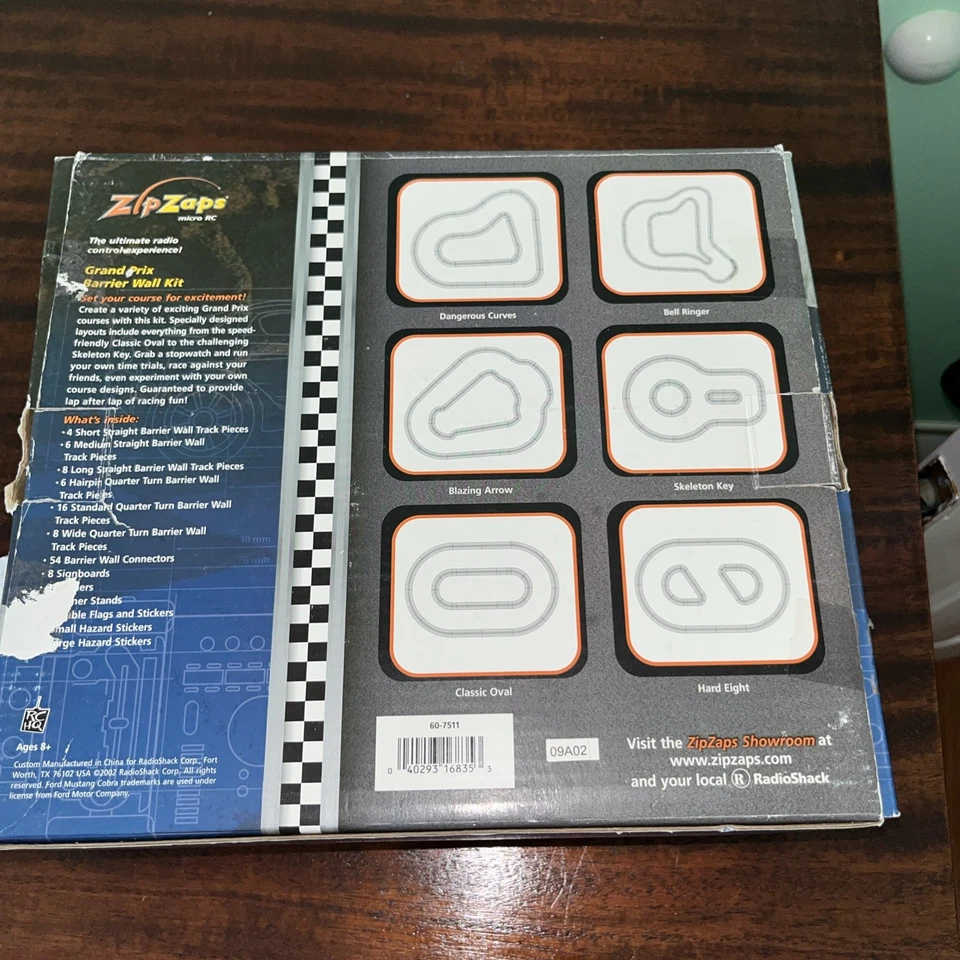 ZipZaps
micro RC
The ultimate radio
control experience!
Grand Prix
Barrier Wall Kit
Set your course for excitement!
Create a variety of exciting Grand Prix
courses with this kit. Specially designed
layouts include everything from the speed-
friendly Classic Oval to the challenging
Skeleton Key. Grab a stopwatch and run
your own time trials, race against your
friends, even experiment with your own
course designs. Guaranteed to provide
lap after lap of racing fun!
What's inside:
• 4 Short Straight Barrier Wall Track Pieces
• 6 Medium Straight Barrier Wall
Track Pieces
• 8 Long Straight Barrier Wall Track Pieces
• 6 Hairpin Quarter Turn Barrier Wall
Track Pieces
• 16 Standard Quarter Turn Barrier Wall
Track Pieces
• 8 Wide Quarter Turn Barrier Wall
Track Pieces
• 54 Barrier Wall Connectors
• 8 Signboards
Stands
Flags and Stickers
Hazard Stickers
Hazard Stickers
30 mm
mm
RC
HQ
Ages 8+
Custom Manufactured in China for RadioShack Corp., Fort
Worth, TX 76102 USA ©2002 RadioShack Corp. All rights
reserved. Ford Mustang Cobra trademarks are used under
license from Ford Motor Company.
Dangerous Curves
Bell Ringer
Blazing Arrow
Skeleton Key
Classic Oval
Hard Eight
60-7511
0 40293 16835 3
09A02
Visit the ZipZaps Showroom at
www.zipzaps.com
and your local ® RadioShack